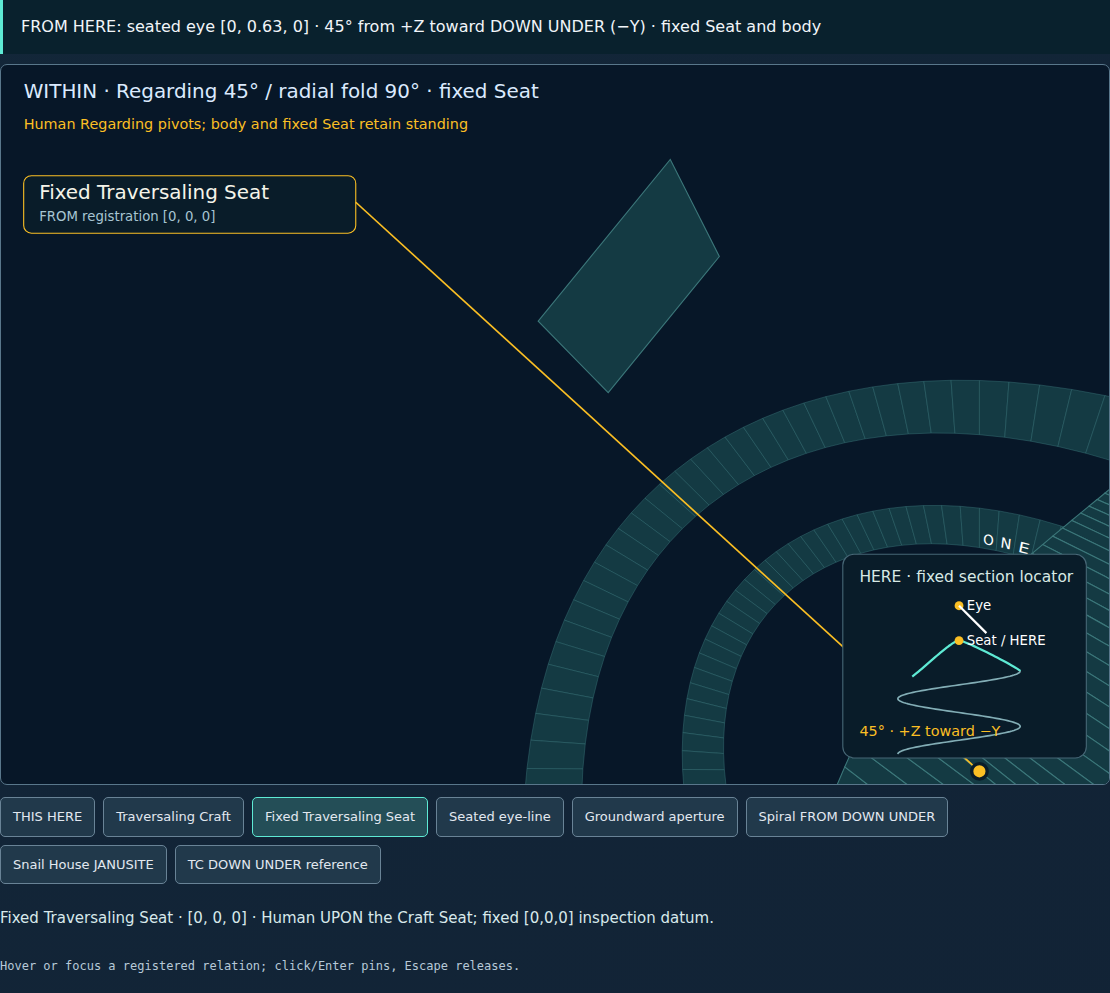 FROM HERE: seated eye [0, 0.63, 0] · 45° from +Z toward DOWN UNDER (−Y) · fixed Seat and body
WITHIN · Regarding 45° / radial fold 90° · fixed Seat
Human Regarding pivots; body and fixed Seat retain standing
Fixed Traversaling Seat
FROM registration [0, 0, 0]
ONE
HERE · fixed section locator
Eye
Seat / HERE
45° · +Z toward −Y
THIS HERE
Traversaling Craft
Fixed Traversaling Seat
Seated eye-line
Groundward aperture
Spiral FROM DOWN UNDER
Snail House JANUSITE
TC DOWN UNDER reference
Fixed Traversaling Seat · [0, 0, 0] · Human UPON the Craft Seat; fixed [0,0,0] inspection datum.
Hover or focus a registered relation; click/Enter pins, Escape releases.